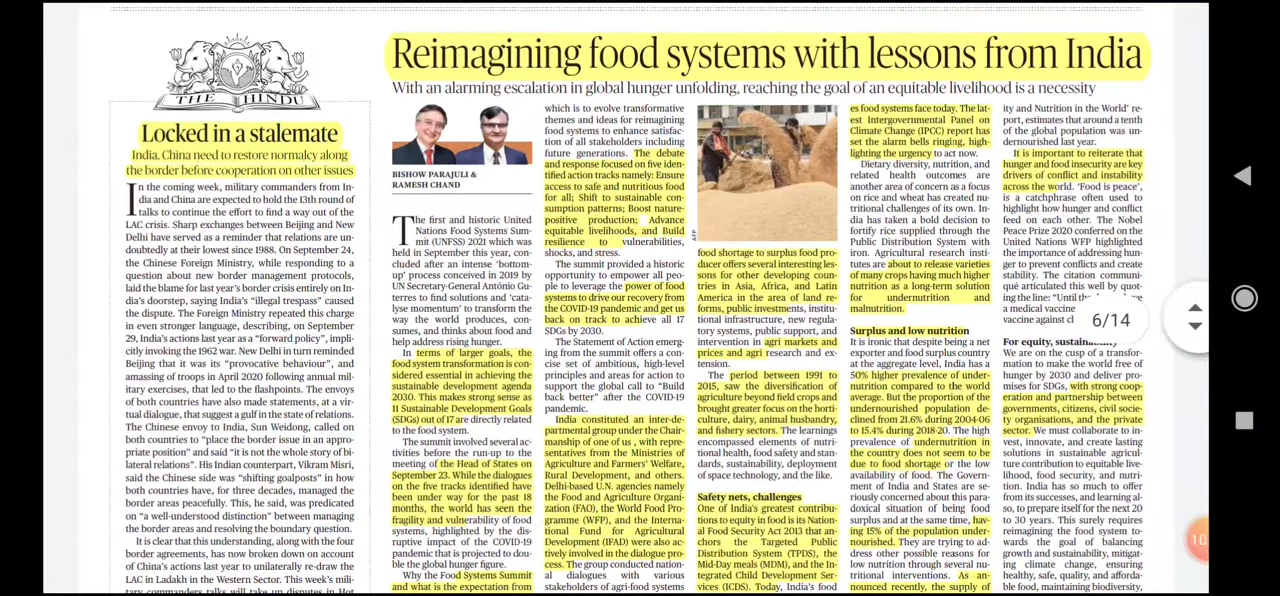 THE HINDU
Locked in a stalemate
India, China need to restore normalcy along
the border before cooperation on other issues
In the coming week, military commanders from In-
dia and China are expected to hold the 13th round of
talks to continue the effort to find a way out of the
LAC crisis. Sharp exchanges between Beijing and New
Delhi have served as a reminder that relations are un-
doubtedly at their lowest since 1988. On September 24,
the Chinese Foreign Ministry, while responding to a
question about new border management protocols,
laid the blame for last year's border crisis entirely on In-
dia's doorstep, saying India's "illegal trespass" caused
the dispute. The Foreign Ministry repeated this charge
in even stronger language, describing, on September
29, India's actions last year as a "forward policy", impli-
citly invoking the 1962 war. New Delhi in turn reminded
Beijing that it was its "provocative behaviour", and
amassing of troops in April 2020 following annual mil-
itary exercises, that led to the flashpoints. The envoys
of both countries have also made statements, at a vir-
tual dialogue, that suggest a gulf in the state of relations.
The Chinese envoy to India, Sun Weidong, called on
both countries to "place the border issue in an appro-
priate position" and said "it is not the whole story of bi-
lateral relations". His Indian counterpart, Vikram Misri,
said the Chinese side was "shifting goalposts" in how
both countries have, for three decades, managed the
border areas peacefully. This, he said, was predicated
on "a well-understood distinction" between managing
the border areas and resolving the boundary question.
It is clear that this understanding, along with the four
border agreements, has now broken down on account
of China's actions last year to unilaterally re-draw the
LAC in Ladakh in the Western Sector. This week's mili-
tary commanders talks will take up disputes in Hot
Reimagining food systems with lessons from India
With an alarming escalation in global hunger unfolding, reaching the goal of an equitable livelihood is a necessity
BISHOW PARAJULI &
RAMESH CHAND
The first and historic United
Nations Food Systems Sum-
mit (UNFSS) 2021 which was
held in September this year, con-
cluded after an intense 'bottom-
up' process conceived in 2019 by
UN Secretary-General António Gu-
terres to find solutions and 'cata-
lyse momentum' to transform the
way the world produces, con-
sumes, and thinks about food and
help address rising hunger.
In terms of larger goals, the
food system transformation is con-
sidered essential in achieving the
sustainable development agenda
2030. This makes strong sense as
11 Sustainable Development Goals
(SDGs) out of 17 are directly related
to the food system.
The summit involved several ac-
tivities before the run-up to the
meeting of the Head of States on
September 23. While the dialogues
on the five tracks identified have
been under way for the past 18
months, the world has seen the
fragility and vulnerability of food
systems, highlighted by the dis-
ruptive impact of the COVID-19
pandemic that is projected to dou-
ble the global hunger figure.
Why the Food Systems Summit
and what is the expectation from
which is to evolve transformative
themes and ideas for reimagining
food systems to enhance satisfac-
tion of all stakeholders including
future generations. The debate
and response focused on five iden-
tified action tracks namely: Ensure
access to safe and nutritious food
for all; Shift to sustainable con-
sumption patterns; Boost nature-
positive production; Advance
equitable livelihoods, and Build
resilience to vulnerabilities,
shocks, and stress.
The summit provided a historic
opportunity to empower all peo-
ple to leverage the power of food
systems to drive our recovery from
the COVID-19 pandemic and get us
back on track to achieve all 17
SDGs by 2030.
The Statement of Action emerg-
ing from the summit offers a con-
cise set of ambitious, high-level
principles and areas for action to
support the global call to "Build
back better" after the COVID-19
pandemic.
India constituted an inter-de-
partmental group under the Chair-
manship of one of us , with repre-
sentatives from the Ministries of
Agriculture and Farmers' Welfare,
Rural Development, and others.
Delhi-based U.N. agencies namely
the Food and Agriculture Organi-
zation (FAO), the World Food Pro-
gramme (WFP), and the Interna-
tional Fund for Agricultural
Development (IFAD) were also ac-
tively involved in the dialogue pro-
cess. The group conducted nation-
al dialogues with various
stakeholders of agri-food systems
AFP
food shortage to surplus food pro-
ducer offers several interesting les-
sons for other developing coun-
tries in Asia, Africa, and Latin
America in the area of land re-
forms, public investments, institu-
tional infrastructure, new regula-
tory systems, public support, and
intervention in agri markets and
prices and agri research and ex-
tension.
The period between 1991 to
2015, saw the diversification of
agriculture beyond field crops and
brought greater focus on the horti-
culture, dairy, animal husbandry,
and fishery sectors. The learnings
encompassed elements of nutri-
tional health, food safety and stan-
dards, sustainability, deployment
of space technology, and the like.
Safety nets, challenges
One of India's greatest contribu-
tions to equity in food is its Nation-
al Food Security Act 2013 that an-
chors the Targeted Public
Distribution System (TPDS), the
Mid-Day meals (MDM), and the In-
tegrated Child Development Ser-
vices (ICDS). Today, India's food
es food systems face today. The lat-
est Intergovernmental Panel on
Climate Change (IPCC) report has
set the alarm bells ringing, high-
lighting the urgency to act now.
Dietary diversity, nutrition, and
related health outcomes are
another area of concern as a focus
on rice and wheat has created nu-
tritional challenges of its own. In-
dia has taken a bold decision to
fortify rice supplied through the
Public Distribution System with
iron. Agricultural research insti-
tutes are about to release varieties
of many crops having much higher
nutrition as a long-term solution
for undernutrition and
malnutrition.
Surplus and low nutrition
It is ironic that despite being a net
exporter and food surplus country
at the aggregate level, India has a
50% higher prevalence of under-
nutrition compared to the world
average. But the proportion of the
undernourished population de-
clined from 21.6% during 2004-06
to 15.4% during 2018-20. The high
prevalence of undernutrition in
the country does not seem to be
due to food shortage or the low
availability of food. The Govern-
ment of India and States are se-
riously concerned about this para-
doxical situation of being food
surplus and at the same time, hav-
ing 15% of the population under-
nourished. They are trying to ad-
dress other possible reasons for
low nutrition through several nu-
tritional interventions. As an-
nounced recently, the supply of
ity and Nutrition in the World' re-
port, estimates that around a tenth
of the global population was un-
dernourished last year.
It is important to reiterate that
hunger and food insecurity are key
drivers of conflict and instability
across the world. 'Food is peace',
is a catchphrase often used to
highlight how hunger and conflict
feed on each other. The Nobel
Peace Prize 2020 conferred on the
United Nations WFP highlighted
the importance of addressing hun-
ger to prevent conflicts and create
stability. The citation communi-
qué articulated this well by quot-
ing the line: "Until the
a medical vaccine
vaccine against
For equity, sustainability
We are on the cusp of a transfor-
mation to make the world free of
hunger by 2030 and deliver pro-
mises for SDGs, with strong coop-
eration and partnership between
governments, citizens, civil socie-
ty organisations, and the private
sector. We must collaborate to in-
vest, innovate, and create lasting
solutions in sustainable agricul-
ture contribution to equitable live-
lihood, food security, and nutri-
tion. India has so much to offer
from its successes, and learning al-
so, to prepare itself for the next 20
to 30 years. This surely requires
reimagining the food system to-
wards the goal of balancing
growth and sustainability, mitigat-
ing climate change, ensuring
healthy, safe, quality, and afforda-
ble food, maintaining biodiversity,
6/14
10